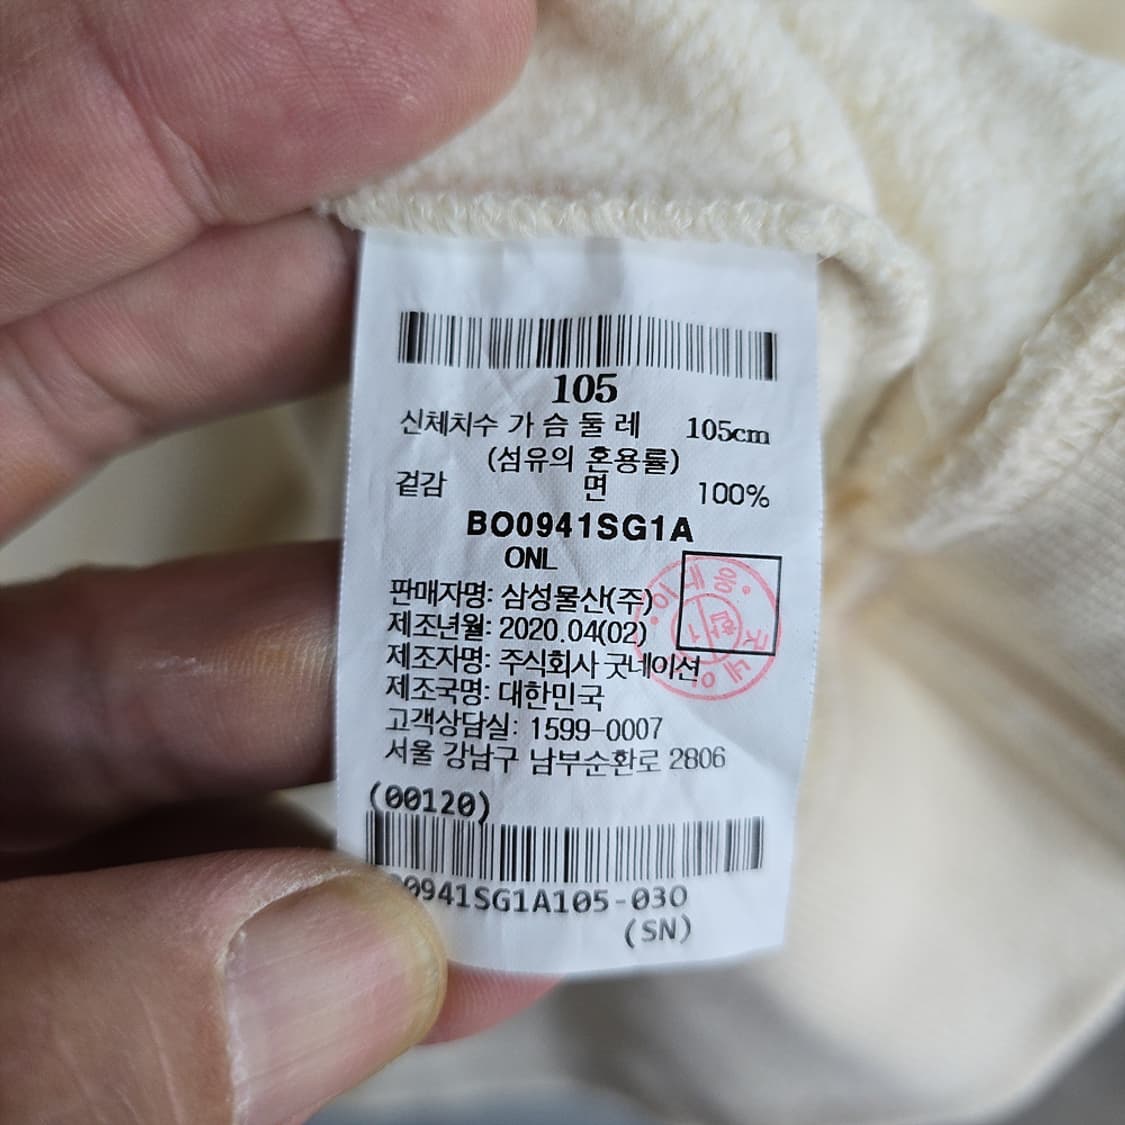 105
신체치수 가 슴 둘 레 105cm
(섬유의 혼용률)
겉감 면 100%
BO0941SG1A
ONL
판매자명: 삼성물산(주)
제조년월: 2020.04(02)
제조자명: 주식회사 굿네이션
제조국명: 대한민국
고객상담실: 1599-0007
서울 강남구 남부순환로 2806
(00120)
0941SG1A105-030
(SN)